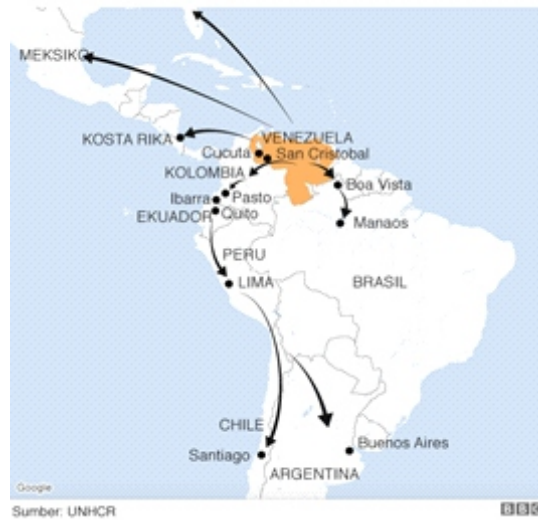 MEKSIKO
KOSTA RIKA
VENEZUELA
Cucuta
San Cristobal
KOLOMBIA
Boa Vista
Ibarra
Pasto
EKUADOR
Quito
Manaos
PERU
LIMA
BRASIL
CHILE
Santiago
Buenos Aires
ARGENTINA
Google
Sumber: UNHCR
BBC